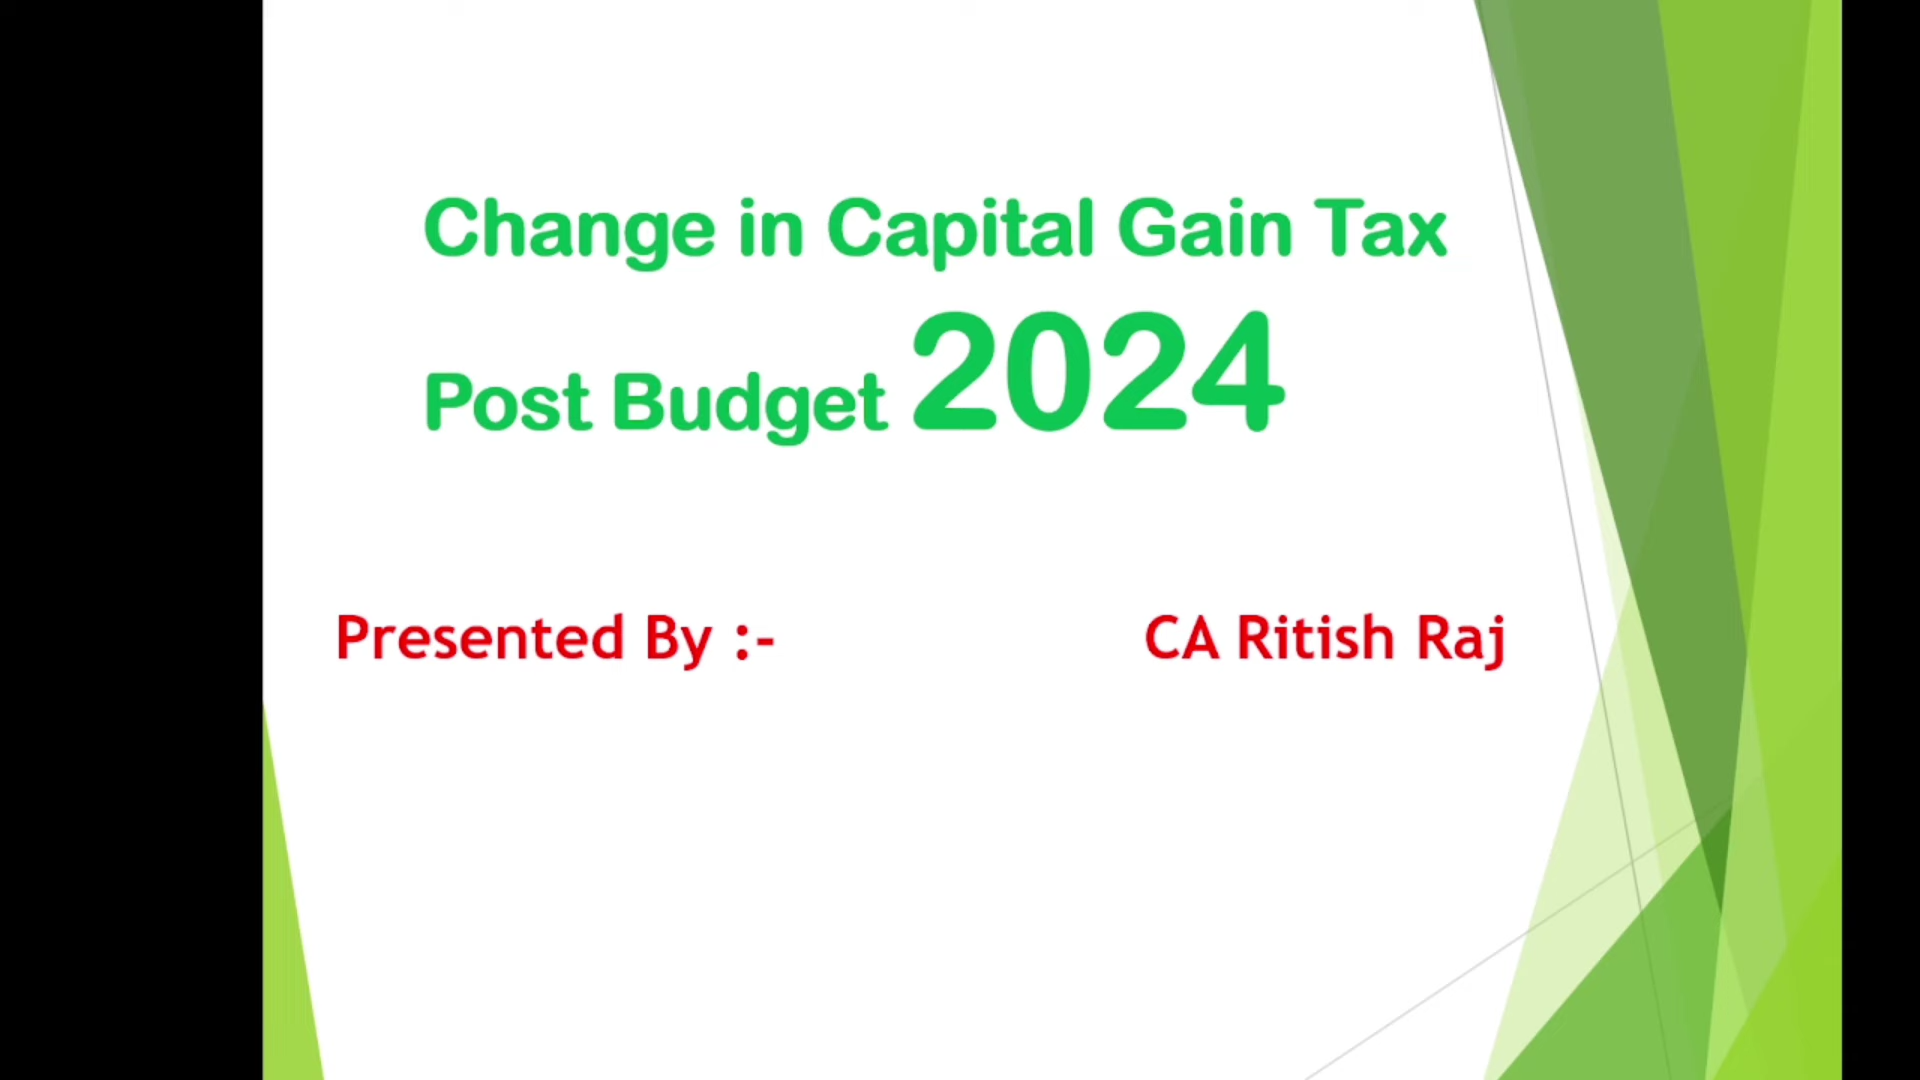 Change in Capital Gain Tax
Post Budget 2024
Presented By :- CA Ritish Raj